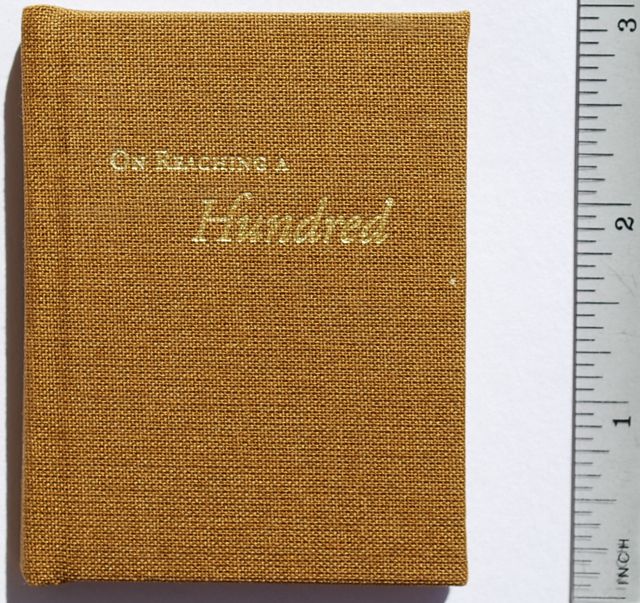 On Reaching a
Hundred
3
2
1
INCH